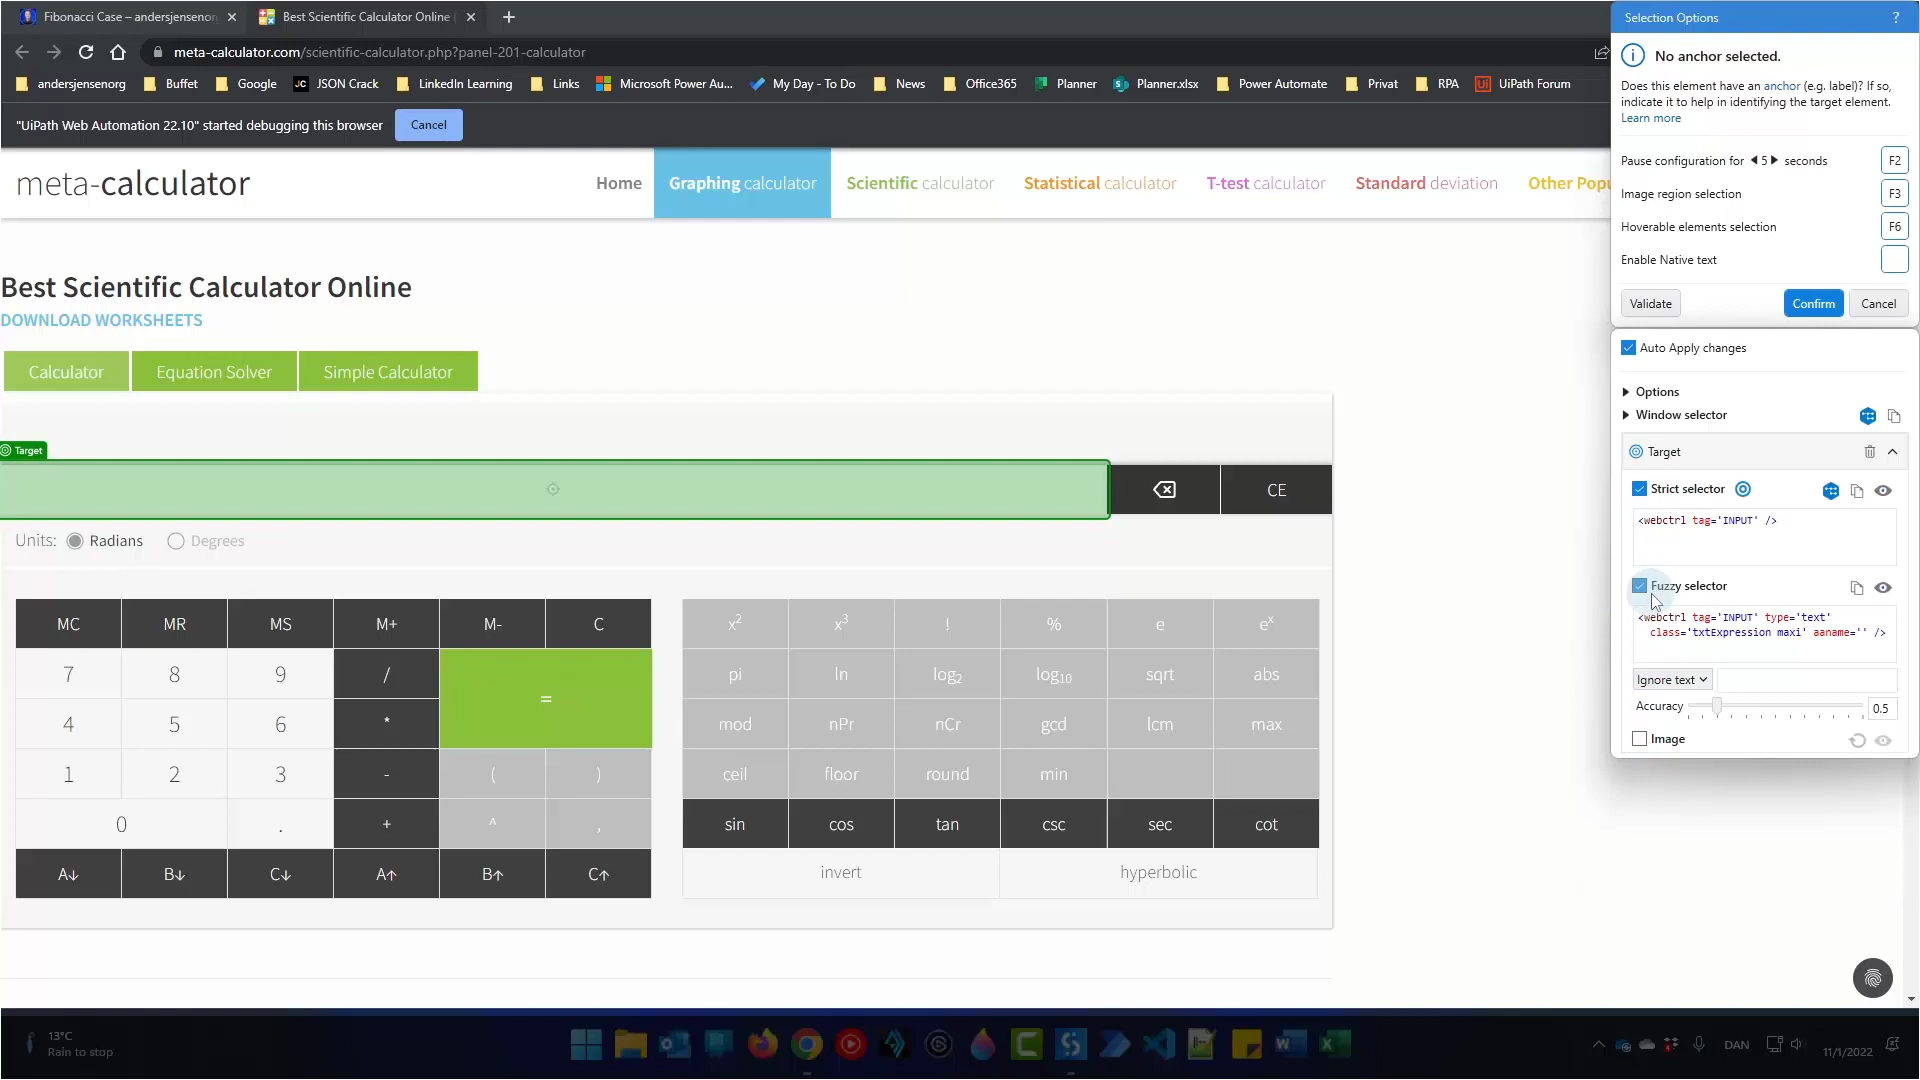 Fibonacci Case – andersjensenorg
Best Scientific Calculator Online
meta-calculator.com/scientific-calculator.php?panel-201-calculator
andersjensenorg
Buffet
Google
JC
JSON Crack
LinkedIn Learning
Links
Microsoft Power Au...
My Day - To Do
News
Office365
Planner
Planner.xlsx
Power Automate
Privat
RPA
UiPath Forum
"UiPath Web Automation 22.10" started debugging this browser
Cancel
meta-calculator
Home
Graphing calculator
Scientific calculator
Statistical calculator
T-test calculator
Standard deviation
Other Popu
Best Scientific Calculator Online
DOWNLOAD WORKSHEETS
Calculator
Equation Solver
Simple Calculator
Target
CE
Units:
Radians
Degrees
MC MR MS M+ M- C
7 8 9 / =
4 5 6 *
1 2 3 - ( )
0 . + ^ ,
A↓ B↓ C↓ A↑ B↑ C↑
x² x³ ! % e eˣ
pi ln log₂ log₁₀ sqrt abs
mod nPr nCr gcd lcm max
ceil floor round min
sin cos tan csc sec cot
invert hyperbolic
Selection Options
?
No anchor selected.
Does this element have an anchor (e.g. label)? If so,
indicate it to help in identifying the target element.
Learn more
Pause configuration for 5 seconds
F2
Image region selection
F3
Hoverable elements selection
F6
Enable Native text
Validate
Confirm
Cancel
Auto Apply changes
Options
Window selector
Target
Strict selector
<webctrl tag='INPUT' />
Fuzzy selector
<webctrl tag='INPUT' type='text'
class='txtExpression maxi' aaname='' />
Ignore text
Accuracy
0.5
Image
13°C
Rain to stop
DAN
11/1/2022